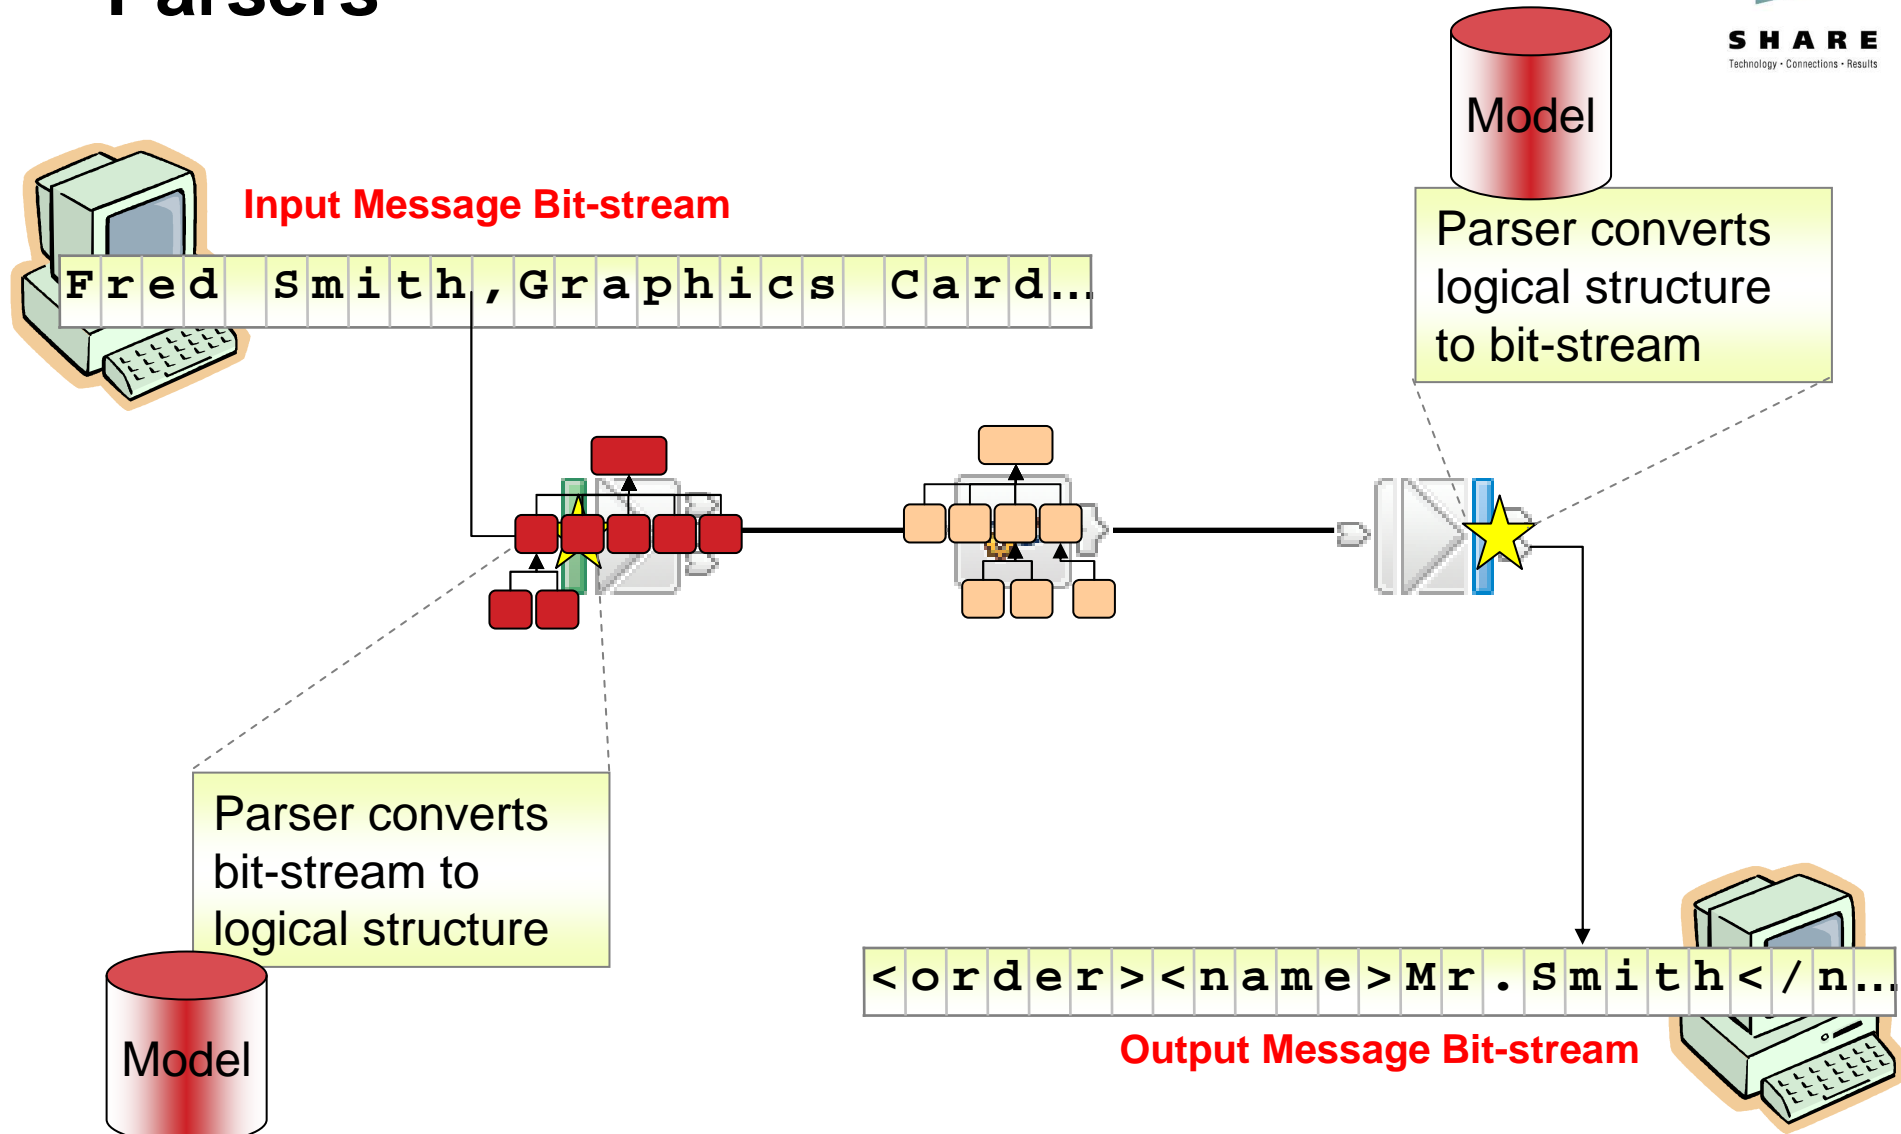 Parsers
SHARE
Technology • Connections • Results
Model
Input Message Bit-stream
Fred Smith,Graphics Card...
Parser converts
logical structure
to bit-stream
Parser converts
bit-stream to
logical structure
Model
<order><name>Mr.Smith</n...
Output Message Bit-stream